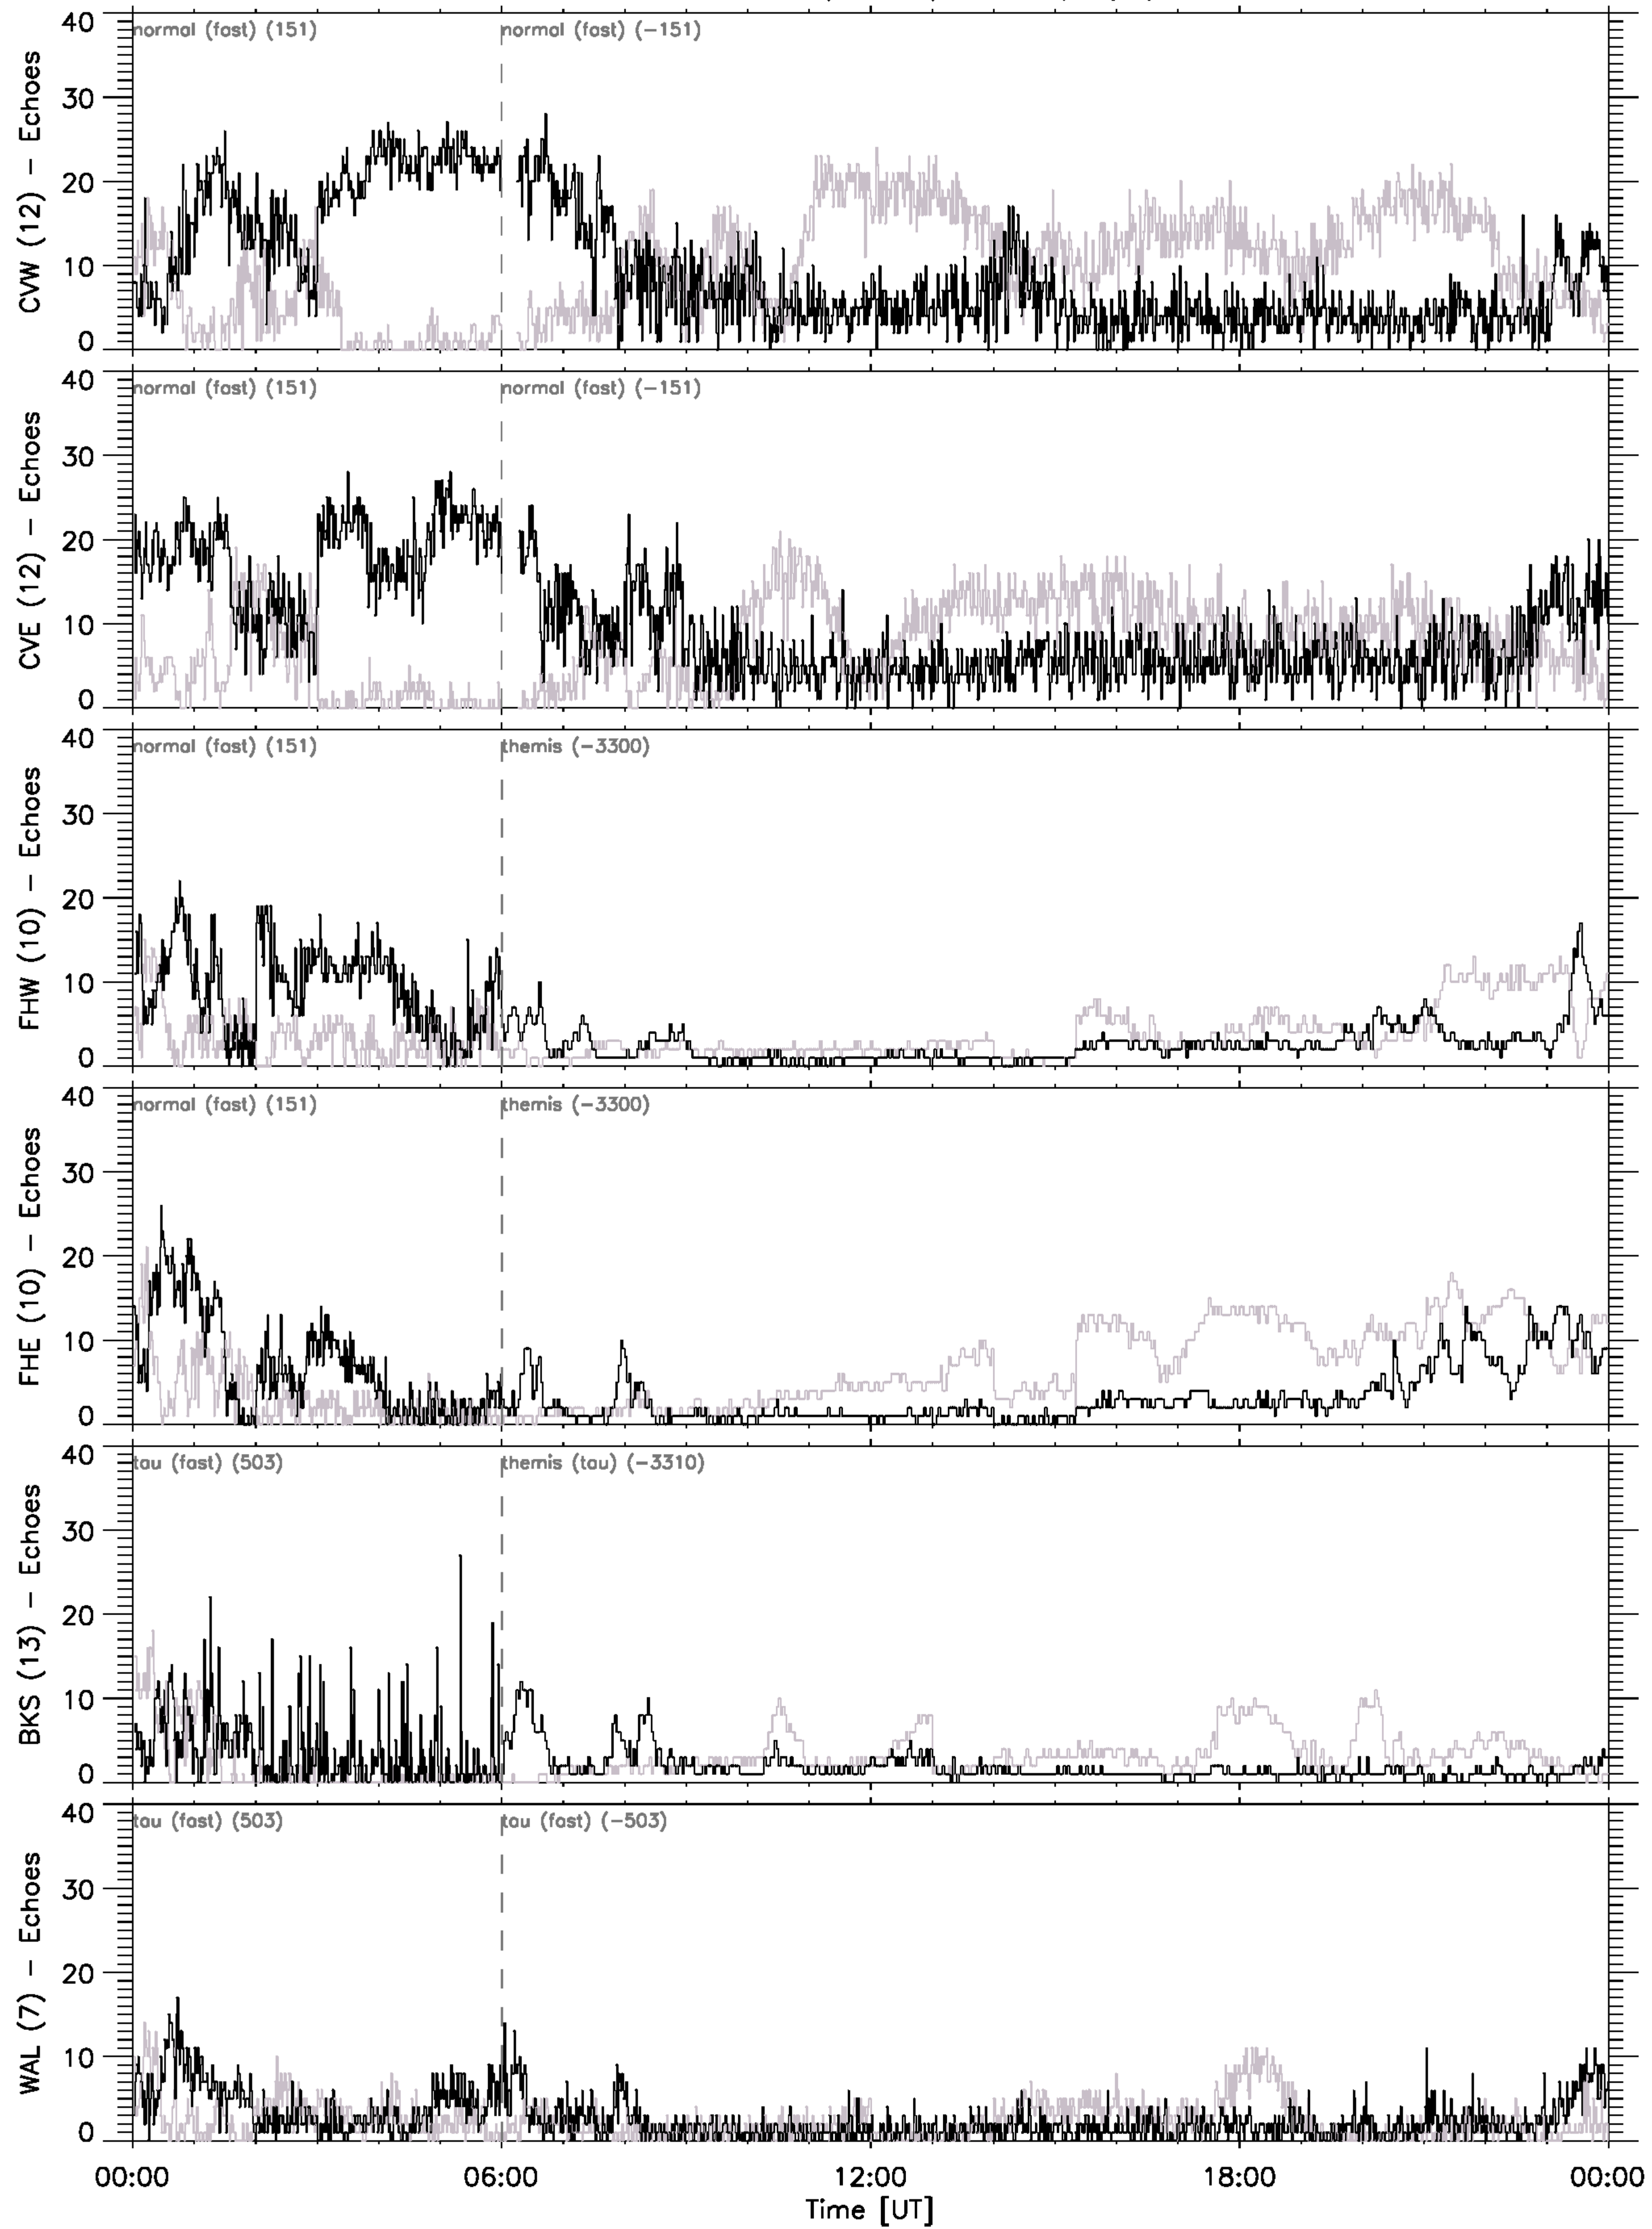 normal (fast) (151) normal (fast) (-151)
CVW (12) - Echoes
40
30
20
10
0
normal (fast) (151) normal (fast) (-151)
CVE (12) - Echoes
40
30
20
10
0
normal (fast) (151) themis (-3300)
FHW (10) - Echoes
40
30
20
10
0
normal (fast) (151) themis (-3300)
FHE (10) - Echoes
40
30
20
10
0
tau (fast) (503) themis (tau) (-3310)
BKS (13) - Echoes
40
30
20
10
0
tau (fast) (503) tau (fast) (-503)
WAL (7) - Echoes
40
30
20
10
0
00:00 06:00 12:00 18:00 00:00
Time [UT]